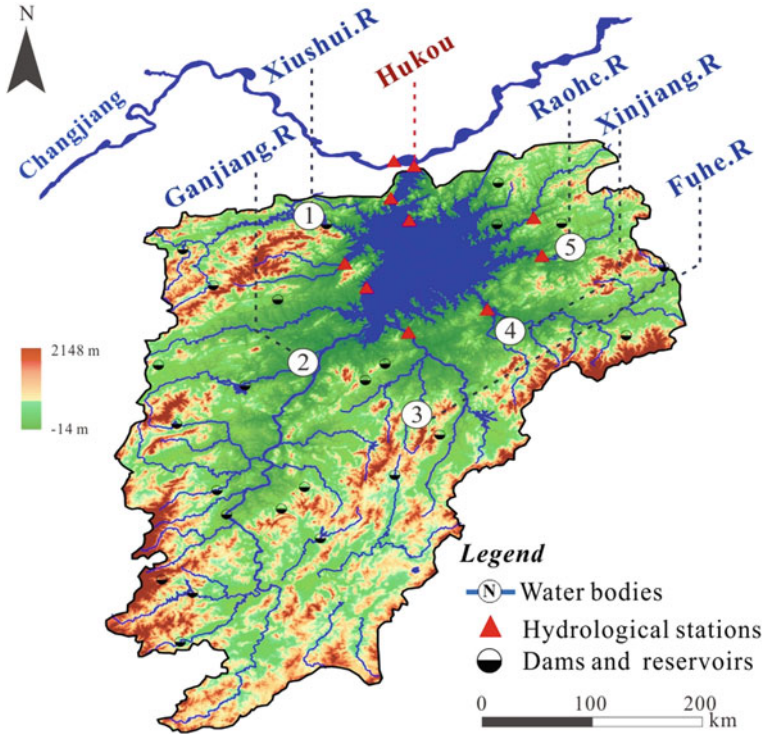 N
Changjiang
Ganjiang.R
Xiushui.R
Hukou
Raohe.R
Xinjiang.R
Fuhe.R
1
5
4
2
3
2148 m
-14 m
Legend
N Water bodies
Hydrological stations
Dams and reservoirs
0 100 200
km